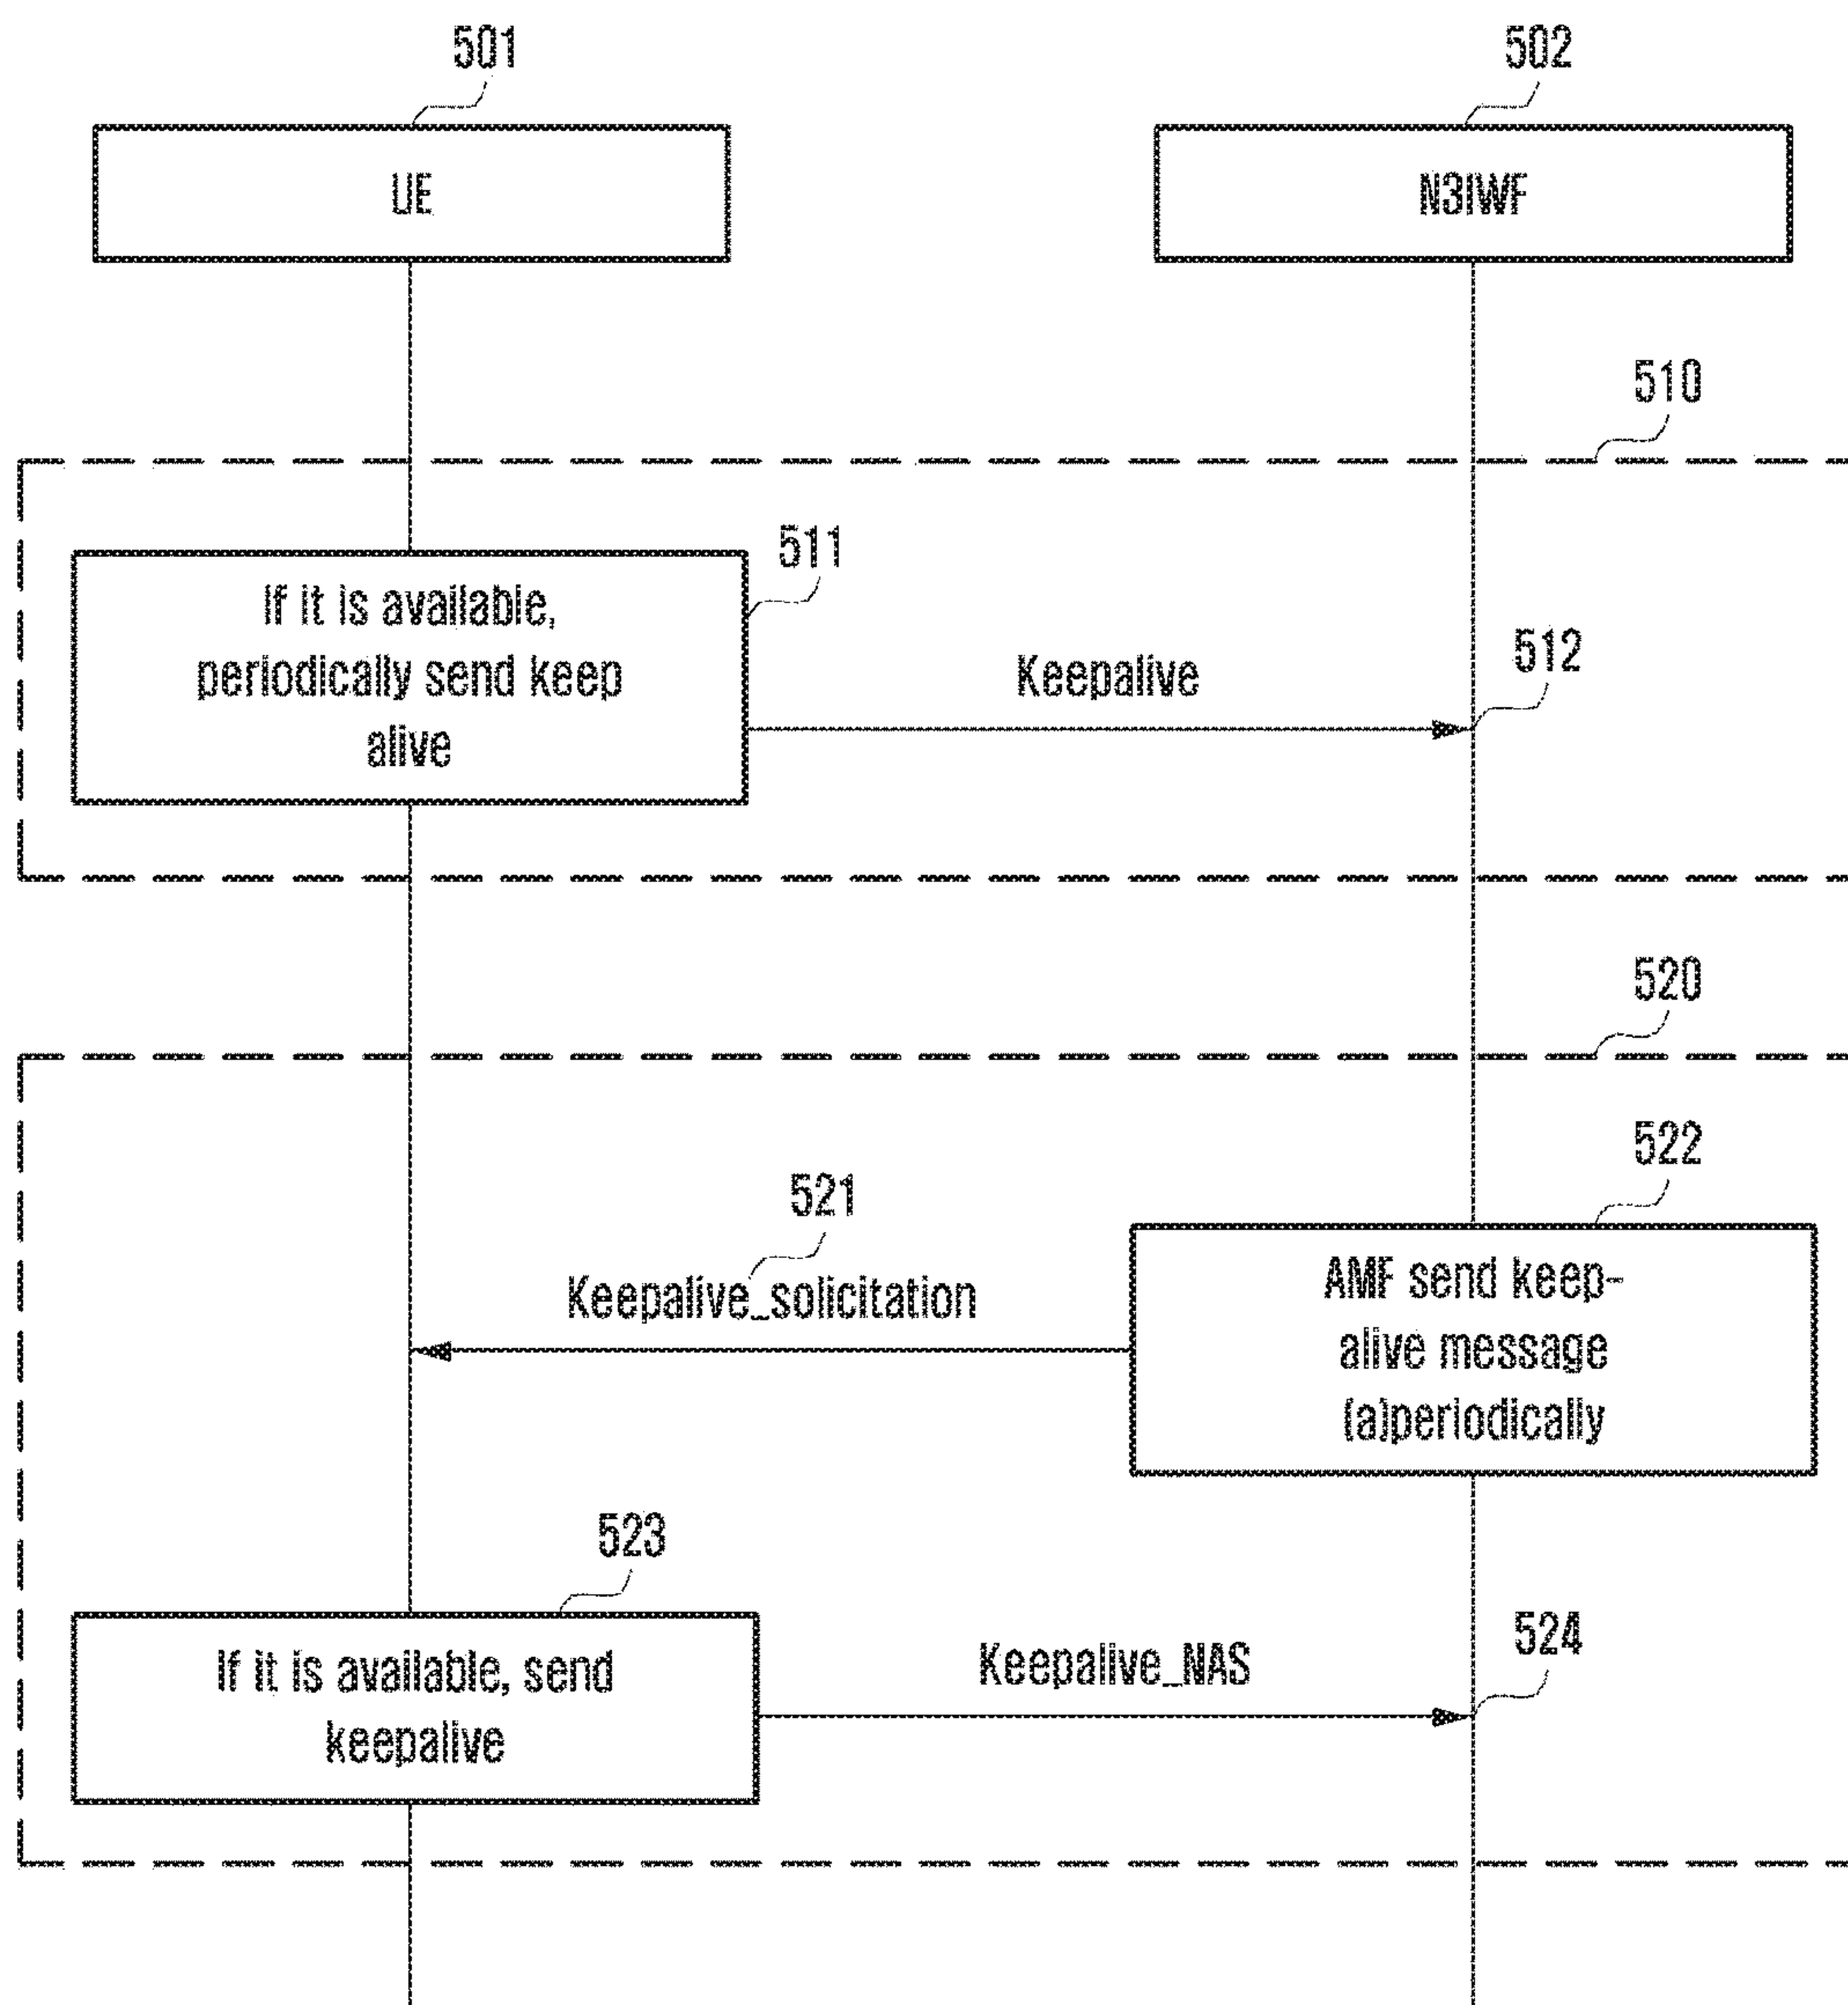 501
502
UE
N3IWF
510
511
If it is available,
periodically send keep
alive
Keepalive
512
520
522
521
Keepalive_solicitation
AMF send keep-
alive message
(a)periodically
523
If it is available, send
keepalive
Keepalive_NAS
524